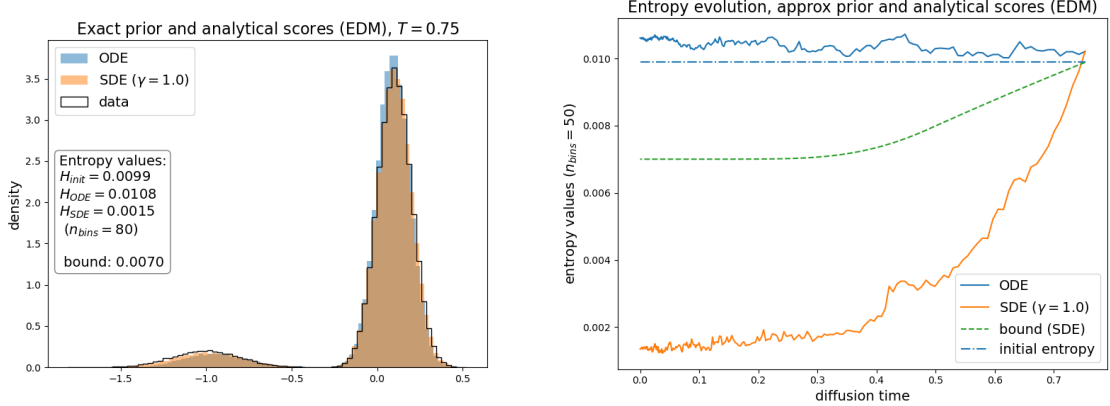 Exact prior and analytical scores (EDM), T = 0.75
ODE
SDE (γ = 1.0)
data
Entropy values:
H_init = 0.0099
H_ODE = 0.0108
H_SDE = 0.0015
(n_bins = 80)
bound: 0.0070
density
3.5
3.0
2.5
2.0
1.5
1.0
0.5
0.0
−1.5
−1.0
−0.5
0.0
0.5
Entropy evolution, approx prior and analytical scores (EDM)
entropy values (n_bins = 50)
0.010
0.008
0.006
0.004
0.002
ODE
SDE (γ = 1.0)
bound (SDE)
initial entropy
0.0
0.1
0.2
0.3
0.4
0.5
0.6
0.7
diffusion time